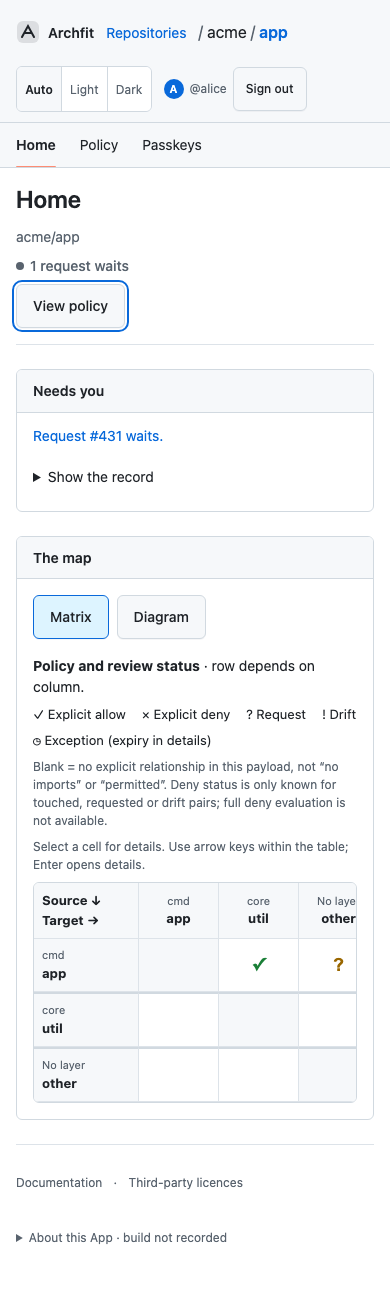 Archfit Repositories / acme / app
Auto Light Dark A @alice Sign out
Home Policy Passkeys
Home
acme/app
1 request waits
View policy
Needs you
Request #431 waits.
Show the record
The map
Matrix Diagram
Policy and review status · row depends on
column.
✓ Explicit allow × Explicit deny ? Request ! Drift
◷ Exception (expiry in details)
Blank = no explicit relationship in this payload, not “no
imports” or “permitted”. Deny status is only known for
touched, requested or drift pairs; full deny evaluation is
not available.
Select a cell for details. Use arrow keys within the table;
Enter opens details.
Source ↓ cmd core No laye
Target → app util other
cmd
app ✓ ?
core
util
No layer
other
Documentation · Third-party licences
About this App · build not recorded